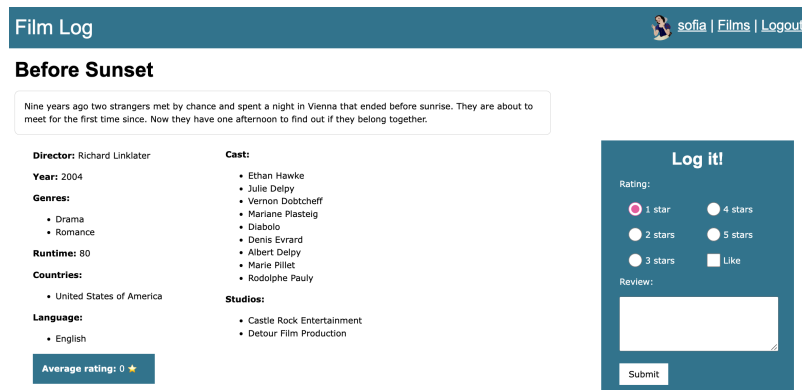 Film Log
sofia | Films | Logout
Before Sunset
Nine years ago two strangers met by chance and spent a night in Vienna that ended before sunrise. They are about to
meet for the first time since. Now they have one afternoon to find out if they belong together.
Director: Richard Linklater
Year: 2004
Genres:
• Drama
• Romance
Runtime: 80
Countries:
• United States of America
Language:
• English
Average rating: 0 ⭐
Cast:
• Ethan Hawke
• Julie Delpy
• Vernon Dobtcheff
• Mariane Plasteig
• Diabolo
• Denis Evrard
• Albert Delpy
• Marie Pillet
• Rodolphe Pauly
Studios:
• Castle Rock Entertainment
• Detour Film Production
Log it!
Rating:
1 star
4 stars
2 stars
5 stars
3 stars
Like
Review:
Submit